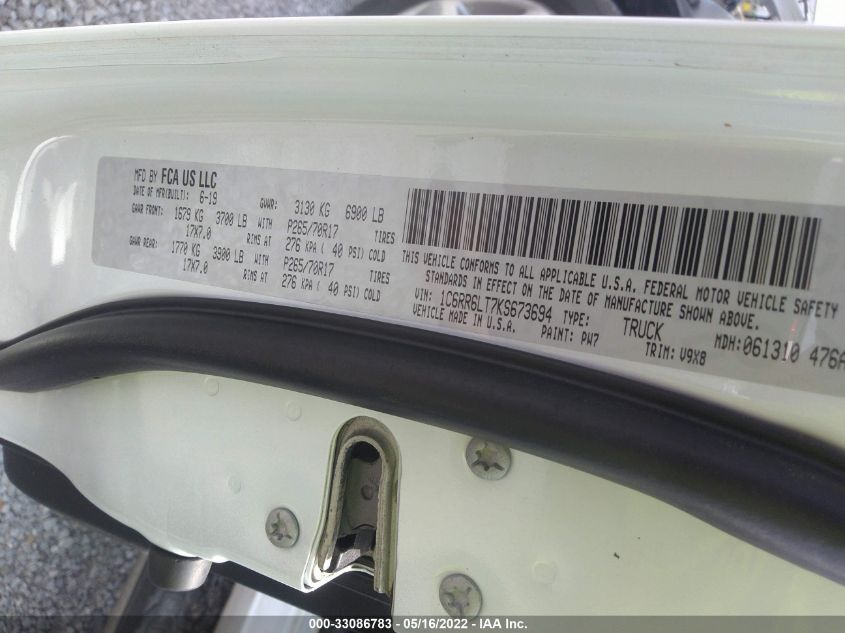 MFD BY FCA US LLC
DATE OF MFR(BUILT): 6-19 GVWR: 3130 KG 6900 LB
GAWR FRONT: 1679 KG 3700 LB WITH P265/70R17 TIRES
17X7.0 RIMS AT 276 KPA ( 40 PSI) COLD
GAWR REAR: 1770 KG 3900 LB WITH P265/70R17 TIRES
17X7.0 RIMS AT 276 KPA ( 40 PSI) COLD
THIS VEHICLE CONFORMS TO ALL APPLICABLE U.S.A. FEDERAL MOTOR VEHICLE SAFETY
STANDARDS IN EFFECT ON THE DATE OF MANUFACTURE SHOWN ABOVE.
VIN: 1C6RR6LT7KS673694 TYPE: TRUCK MDH:061310 476A
VEHICLE MADE IN U.S.A. PAINT: PW7 TRIM: V9X8
000-33086783 - 05/16/2022 - IAA Inc.